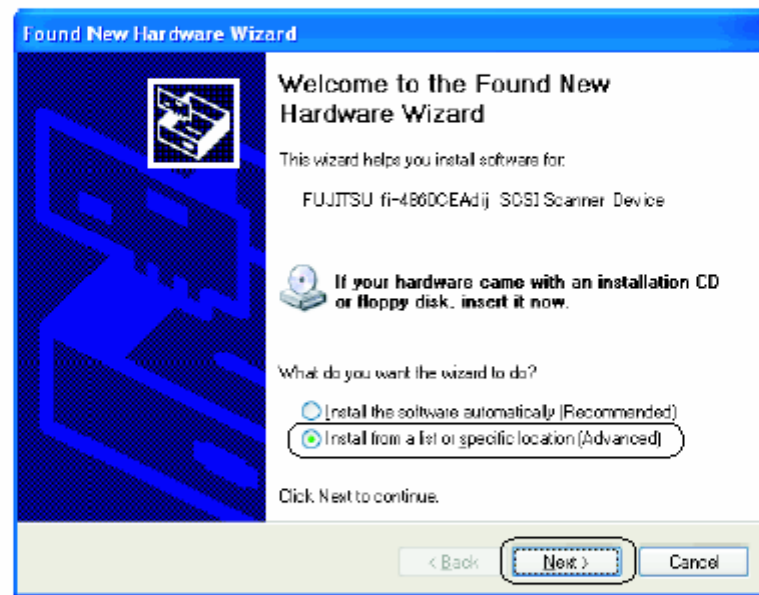 Found New Hardware Wizard
Welcome to the Found New
Hardware Wizard
This wizard helps you install software for:
FUJITSU fi-4860CEAdij SCSI Scanner Device
If your hardware came with an installation CD
or floppy disk, insert it now.
What do you want the wizard to do?
Install the software automatically (Recommended)
Install from a list or specific location (Advanced)
Click Next to continue.
< Back
Next >
Cancel